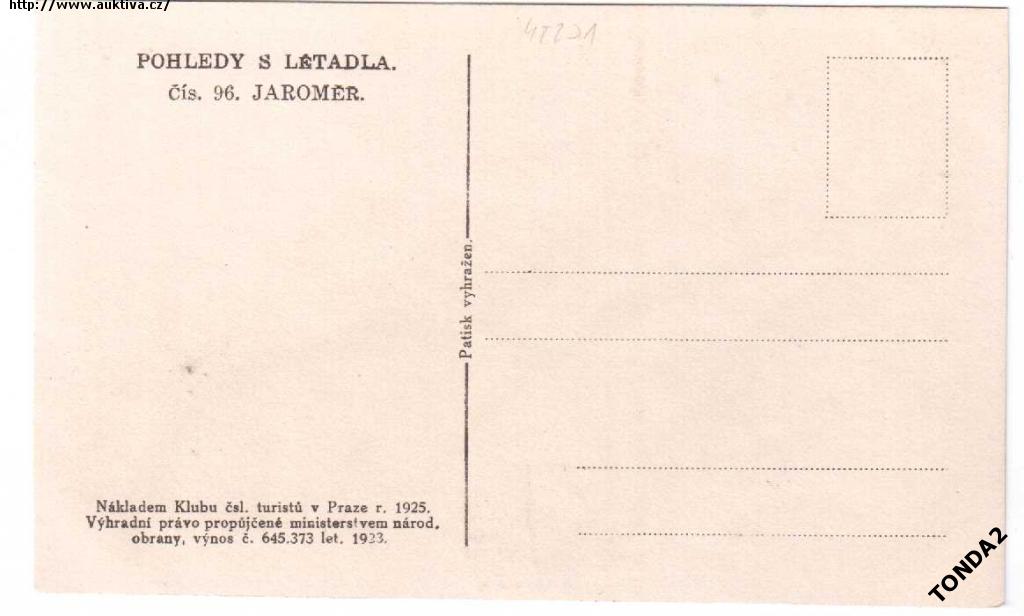 http://www.auktiva.cz/
POHLEDY S LETADLA.
čís. 96. JAROMĚR.
Patisk vyhražen.
Nákladem Klubu čsl. turistů v Praze r. 1925.
Výhradní právo propůjčené ministerstvem národ.
obrany, výnos č. 645.373 let. 1923.
TONDA2